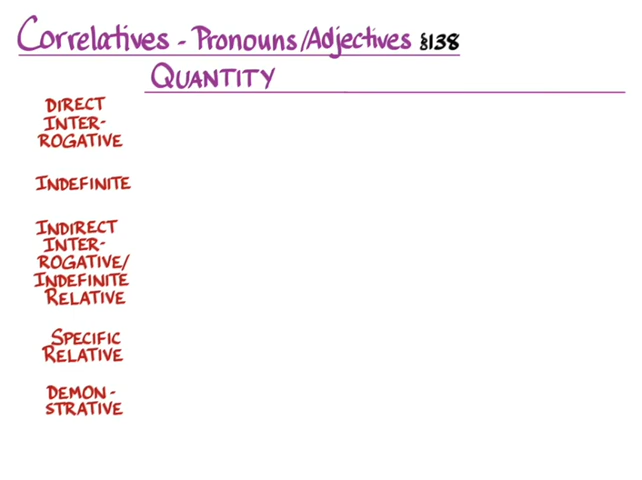 Correlatives - Pronouns/Adjectives §138
QUANTITY
DIRECT
INTER-
ROGATIVE
INDEFINITE
INDIRECT
INTER-
ROGATIVE/
INDEFINITE
RELATIVE
SPECIFIC
RELATIVE
DEMON-
STRATIVE